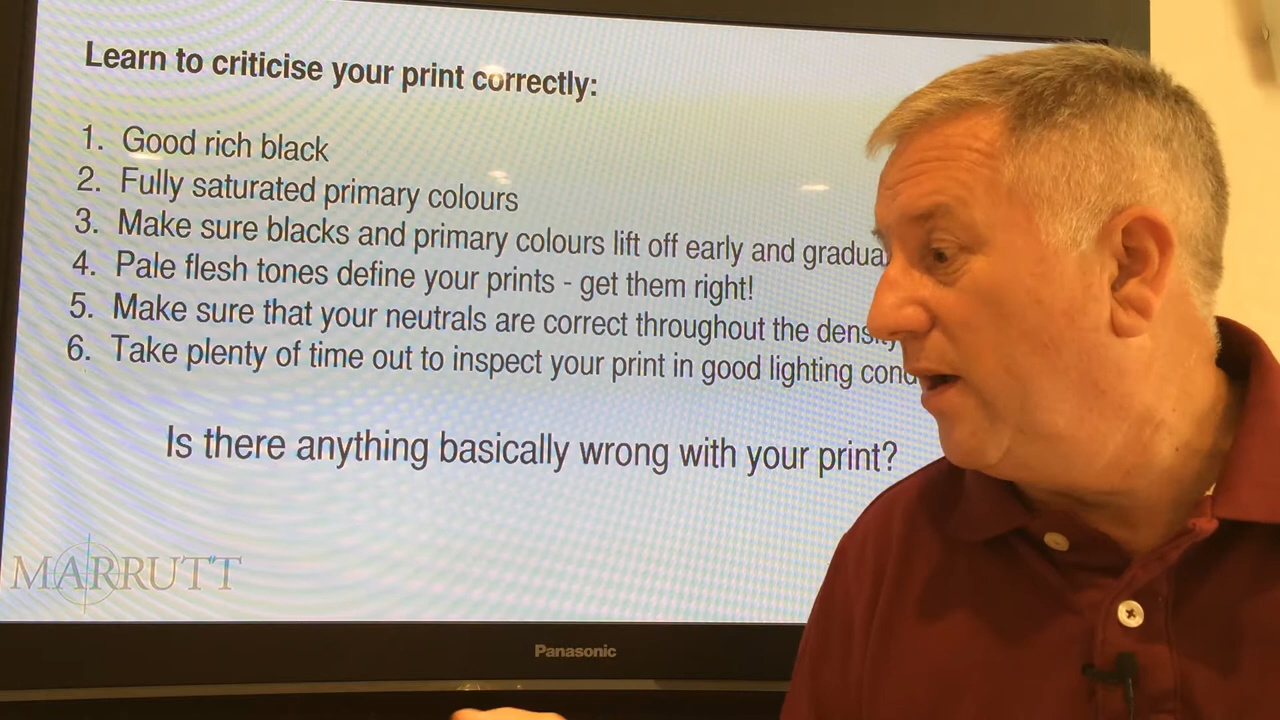 Learn to criticise your print correctly:
1. Good rich black
2. Fully saturated primary colours
3. Make sure blacks and primary colours lift off early and
4. Pale flesh tones define your prints - get them right!
5. Make sure that your neutrals are correct throughout the
6. Take plenty of time out to inspect your print in good lighting
Is there anything basically wrong with your print?
MARRUTT
Panasonic